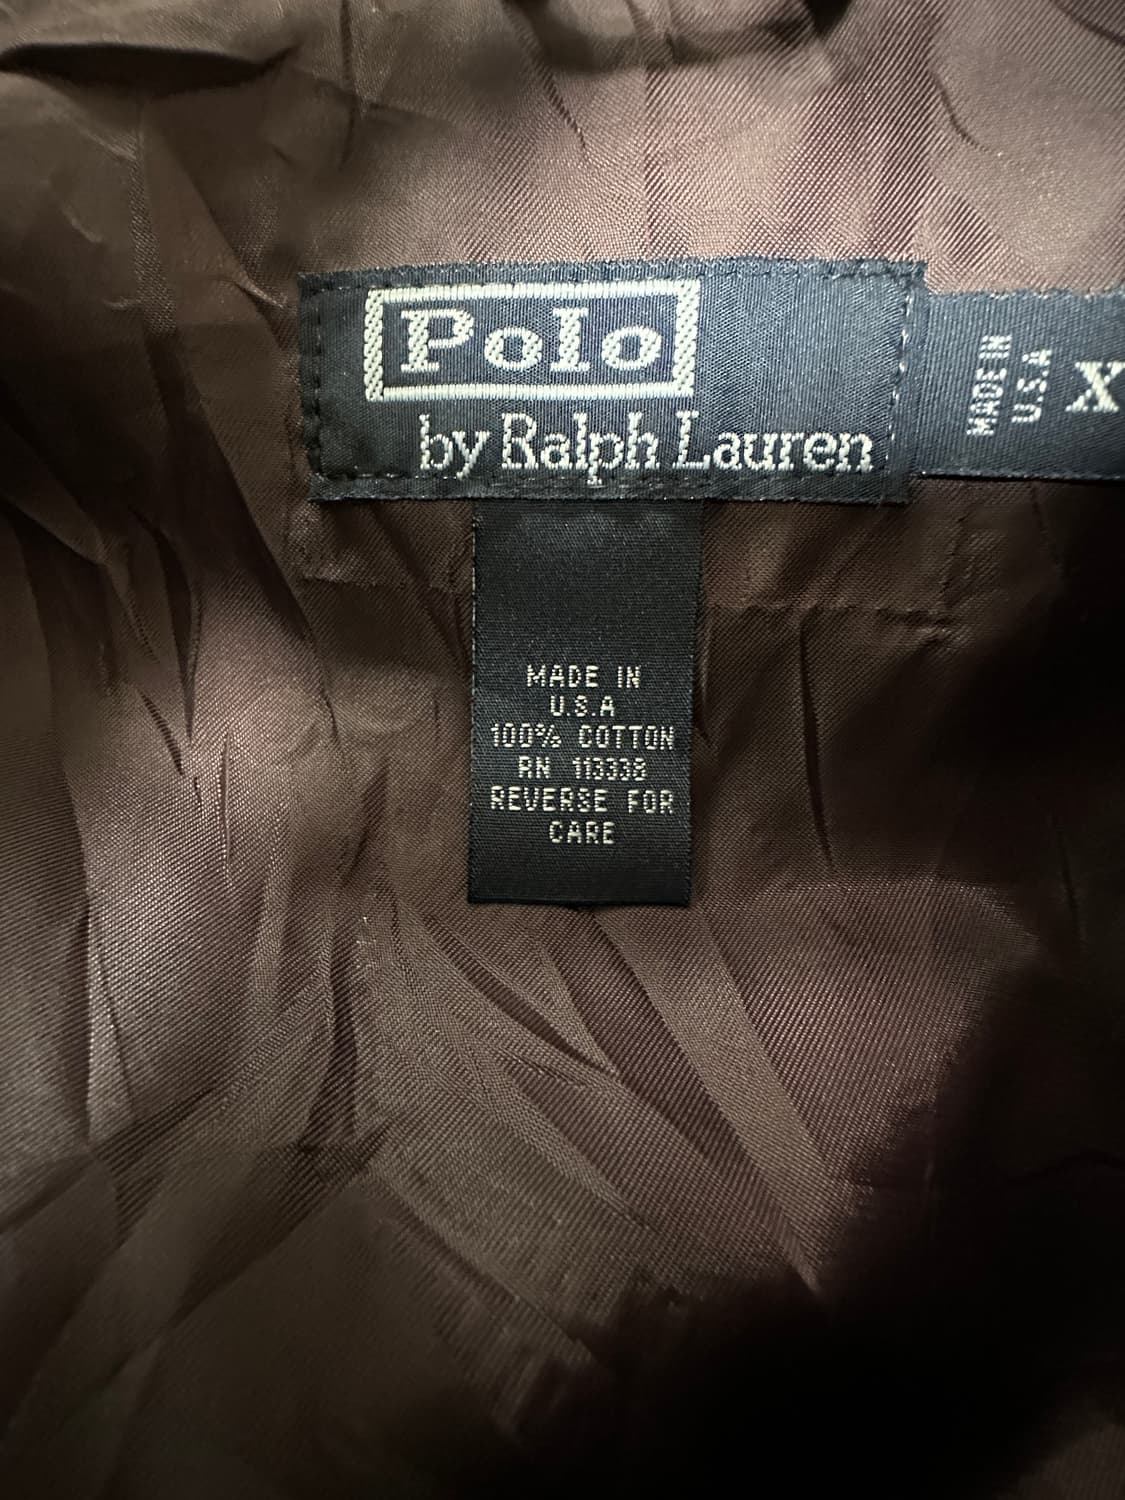 Polo
by Ralph Lauren
MADE IN
U.S.A
X
MADE IN
U.S.A
100% COTTON
RN 113338
REVERSE FOR
CARE